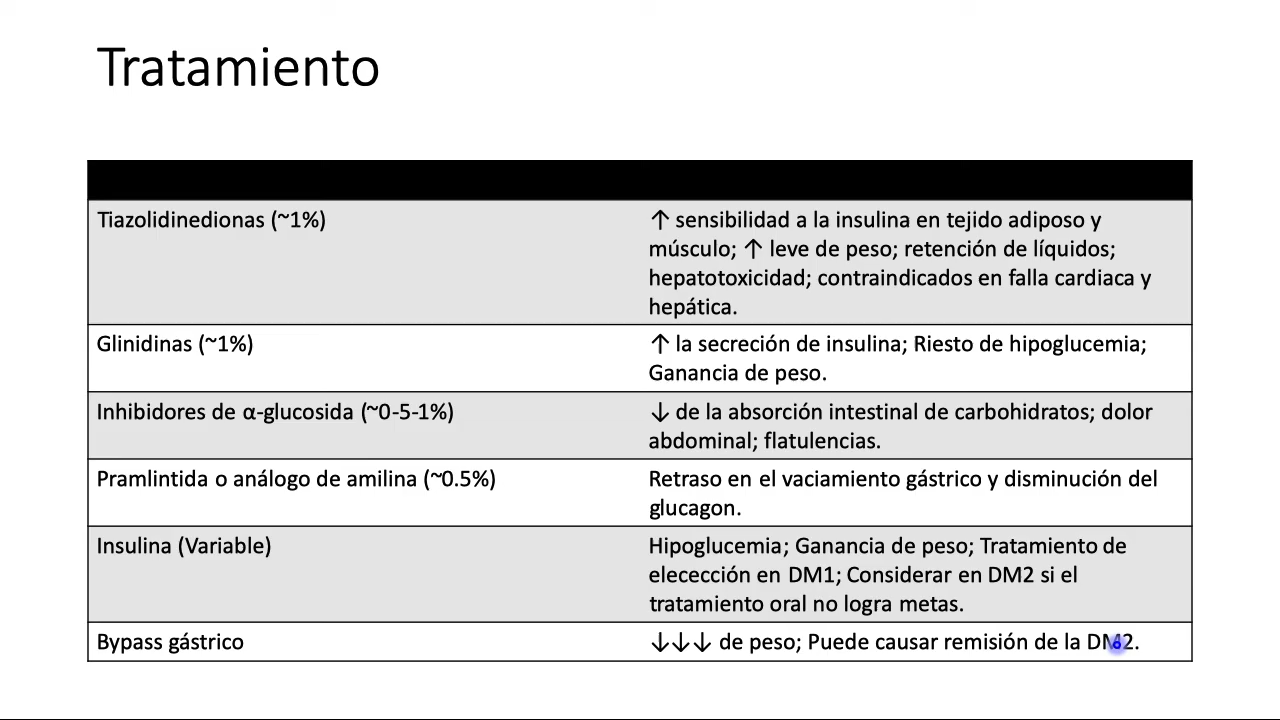 Tratamiento
Tiazolidinedionas (~1%)
↑ sensibilidad a la insulina en tejido adiposo y
músculo; ↑ leve de peso; retención de líquidos;
hepatotoxicidad; contraindicados en falla cardiaca y
hepática.
Glinidinas (~1%)
↑ la secreción de insulina; Riesto de hipoglucemia;
Ganancia de peso.
Inhibidores de α-glucosida (~0-5-1%)
↓ de la absorción intestinal de carbohidratos; dolor
abdominal; flatulencias.
Pramlintida o análogo de amilina (~0.5%)
Retraso en el vaciamiento gástrico y disminución del
glucagon.
Insulina (Variable)
Hipoglucemia; Ganancia de peso; Tratamiento de
elececcíón en DM1; Considerar en DM2 si el
tratamiento oral no logra metas.
Bypass gástrico
↓↓↓ de peso; Puede causar remisión de la DM2.